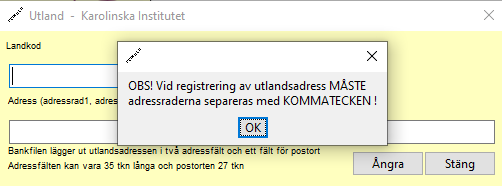 Utland - Karolinska Institutet
Landkod
OBS! Vid registrering av utlandsadress MÅSTE
adressraderna separeras med KOMMATECKEN !
OK
Adress (adressrad1, adress
Bankfilen lägger ut utlandsadressen i två adressfält och ett fält för postort
Adressfälten kan vara 35 tkn långa och postorten 27 tkn
Ångra
Stäng